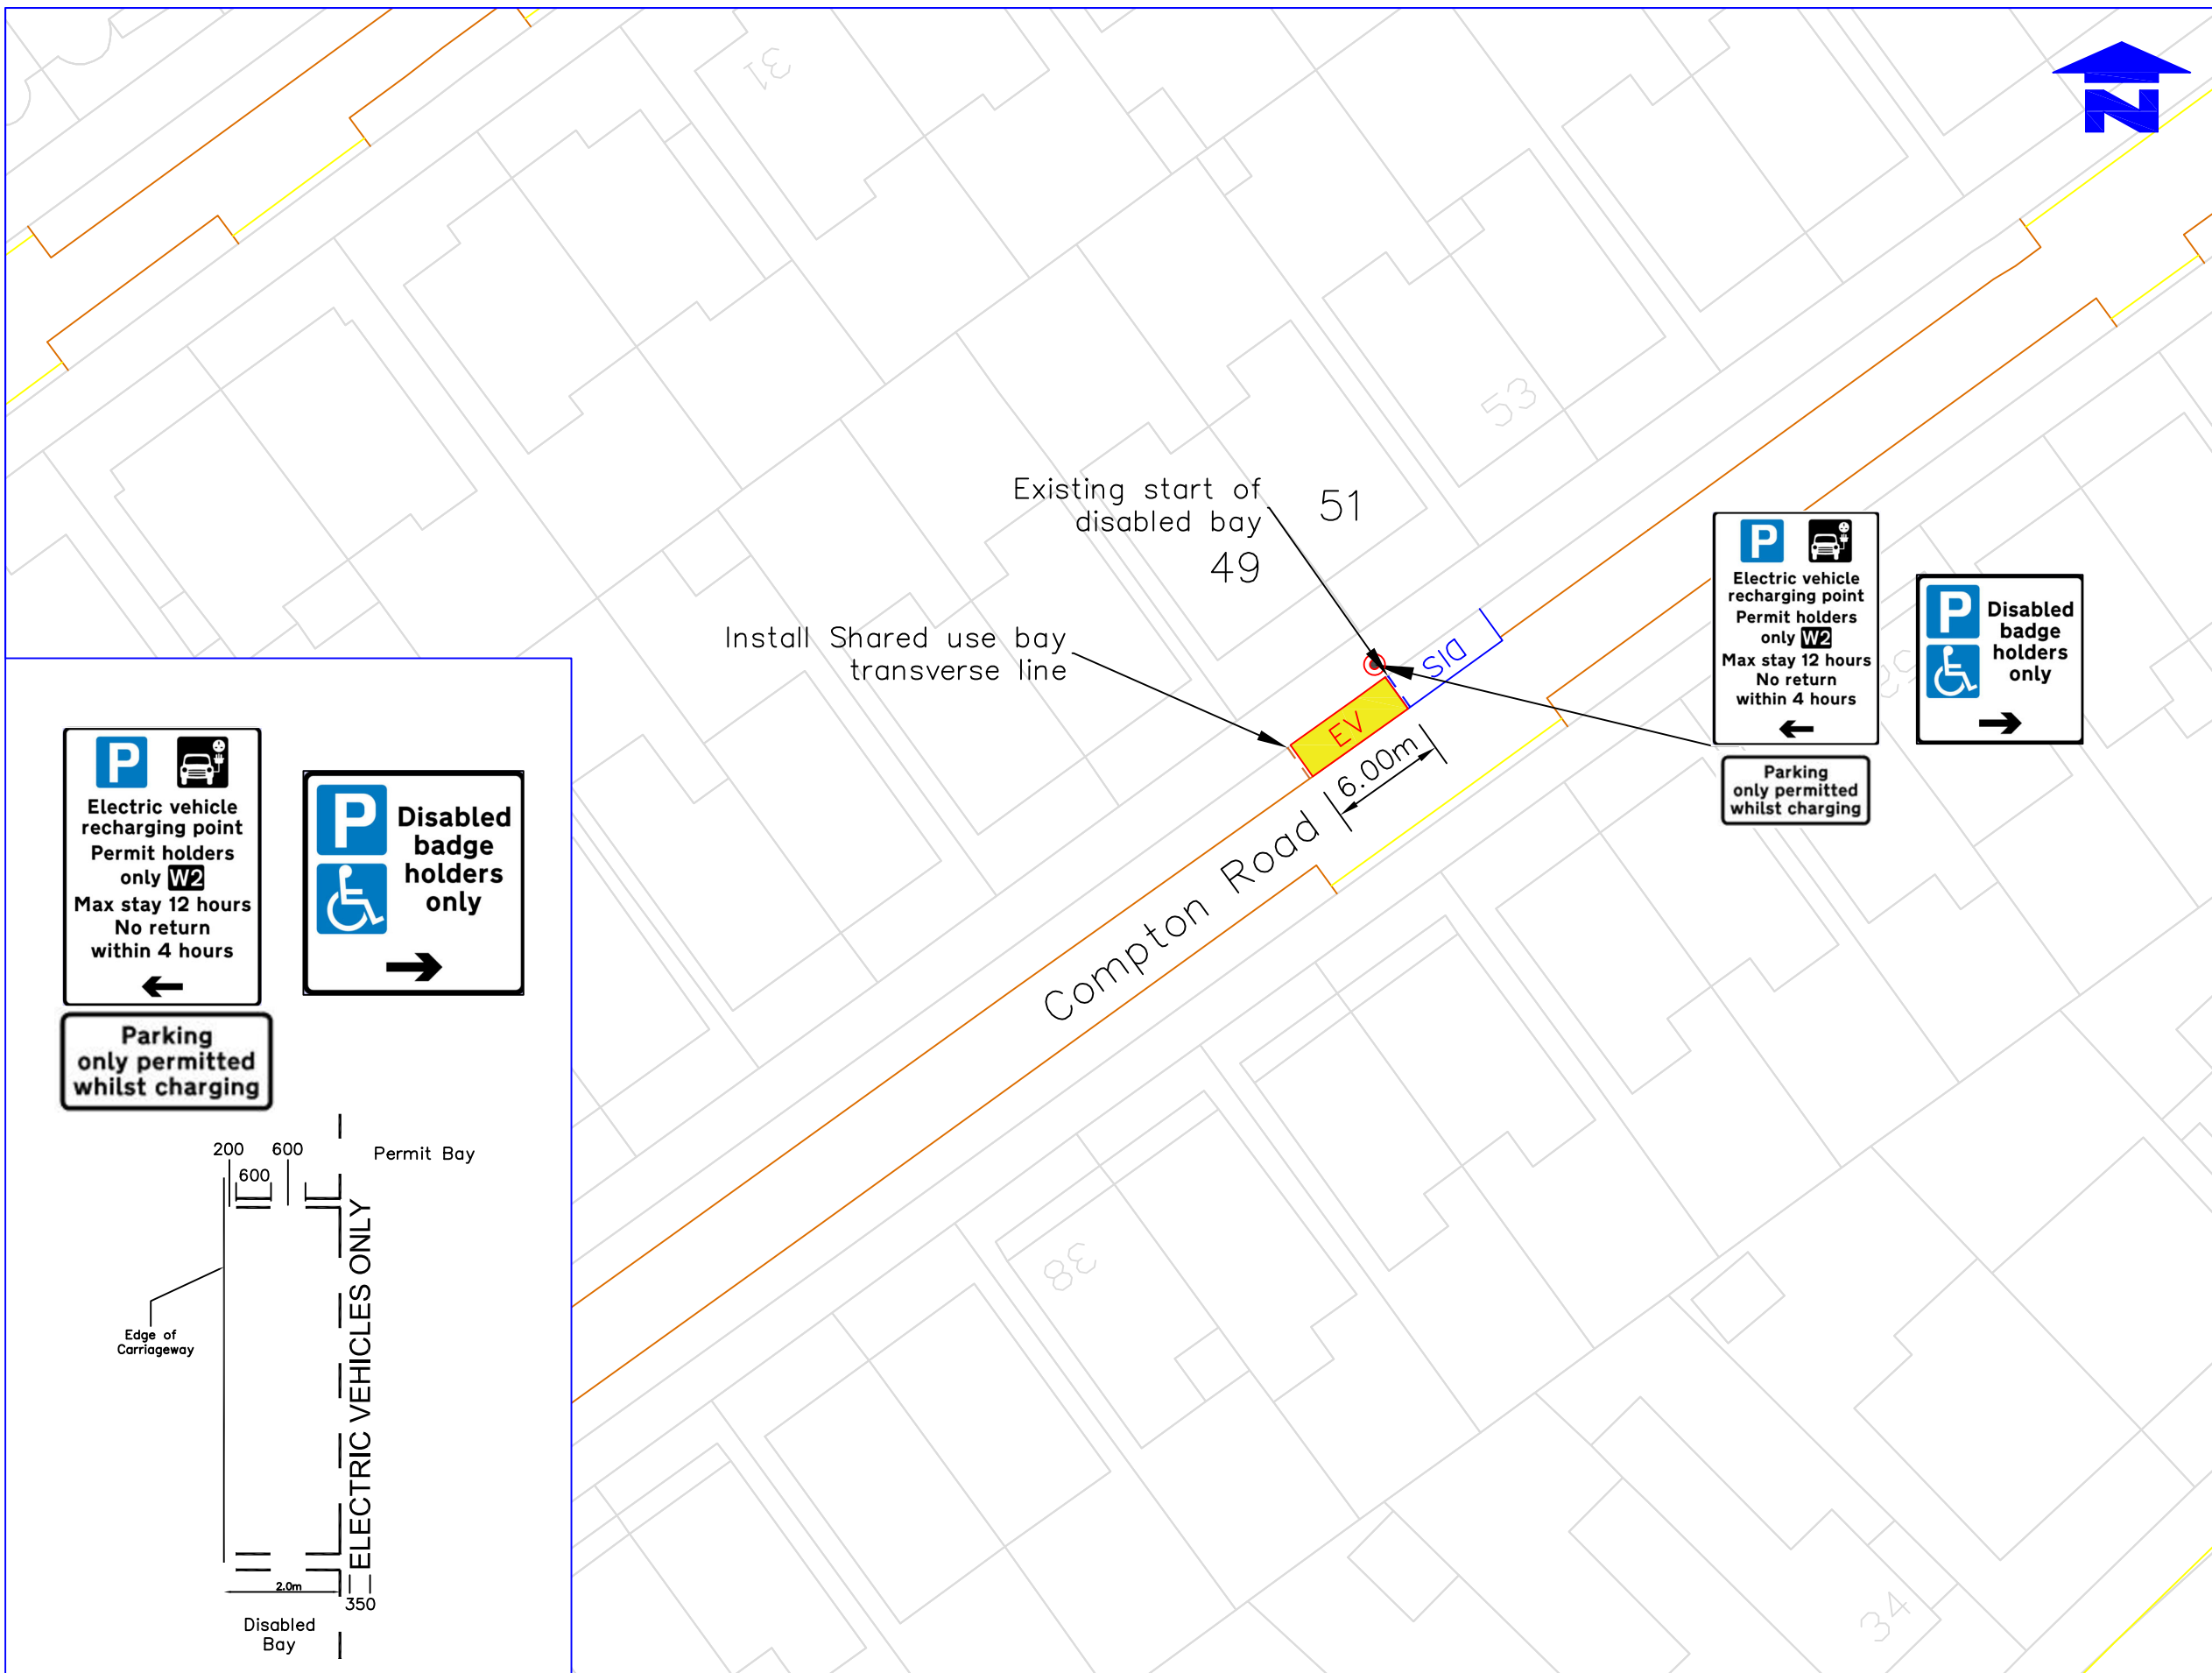 31
N
53
Existing start of
disabled bay
51
49
Install Shared use bay
transverse line
DIS
EV
6.00m
Compton Road
P
Electric vehicle
recharging point
Permit holders
only W2
Max stay 12 hours
No return
within 4 hours
Parking
only permitted
whilst charging
P
Disabled
badge
holders
only
38
34
P
Electric vehicle
recharging point
Permit holders
only W2
Max stay 12 hours
No return
within 4 hours
Parking
only permitted
whilst charging
P
Disabled
badge
holders
only
200
600
600
Permit Bay
ELECTRIC VEHICLES ONLY
Edge of
Carriageway
2.0m
350
Disabled
Bay